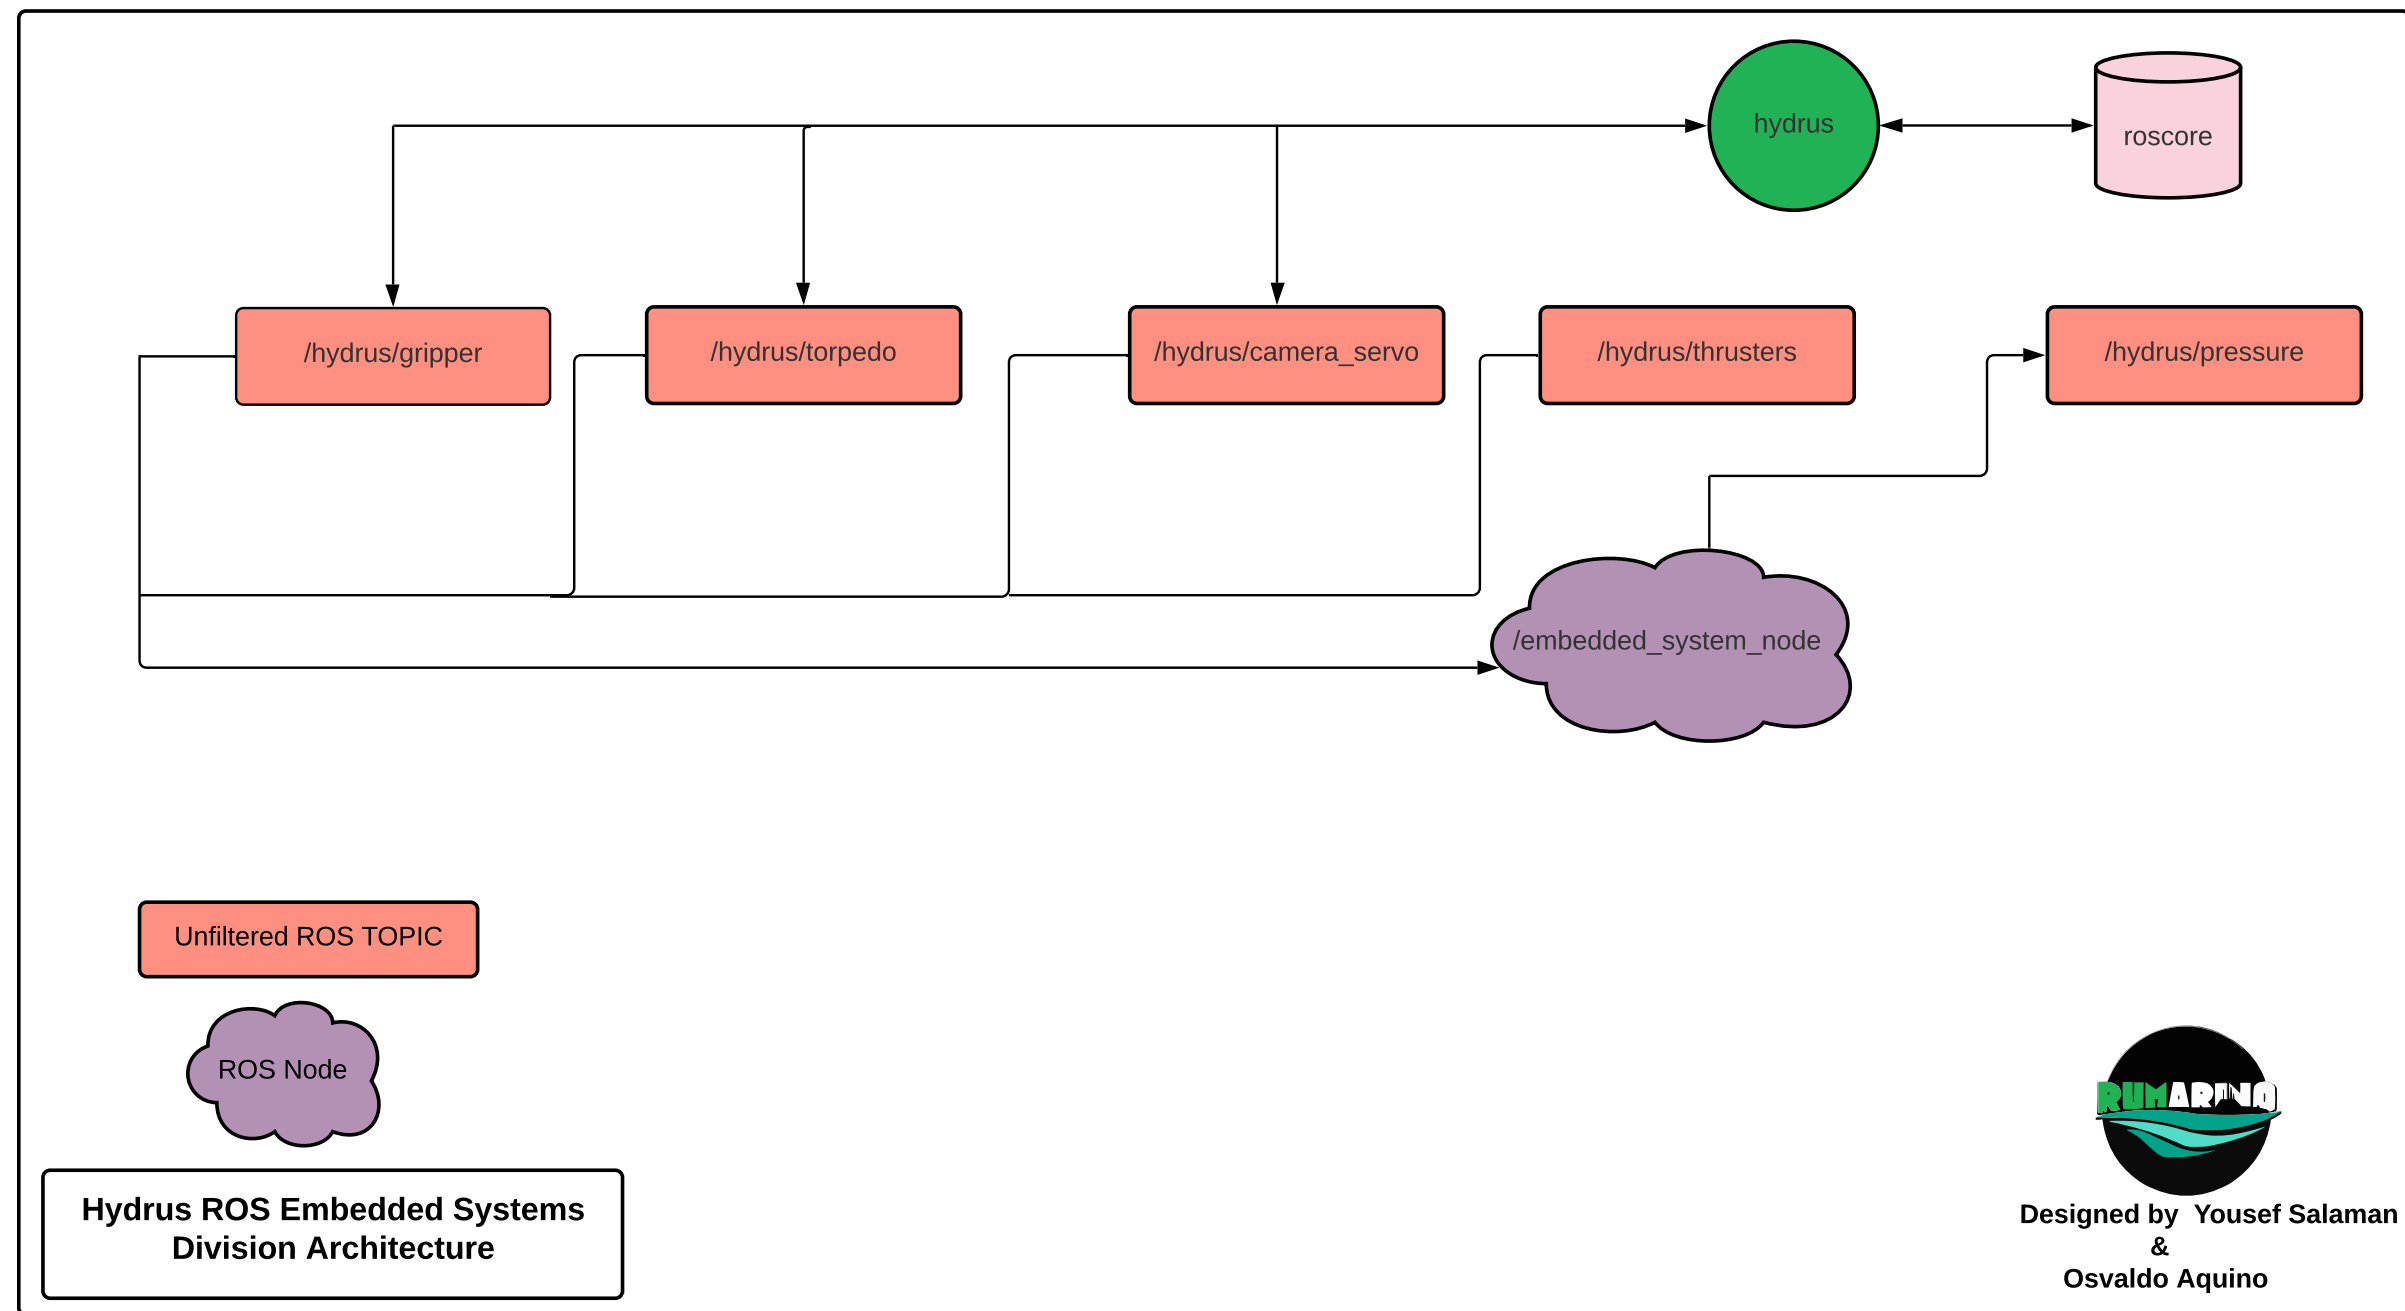 hydrus
roscore
/hydrus/gripper
/hydrus/torpedo
/hydrus/camera_servo
/hydrus/thrusters
/hydrus/pressure
/embedded_system_node
Unfiltered ROS TOPIC
ROS Node
Hydrus ROS Embedded Systems
Division Architecture
RUMARINO
Designed by Yousef Salaman
&
Osvaldo Aquino